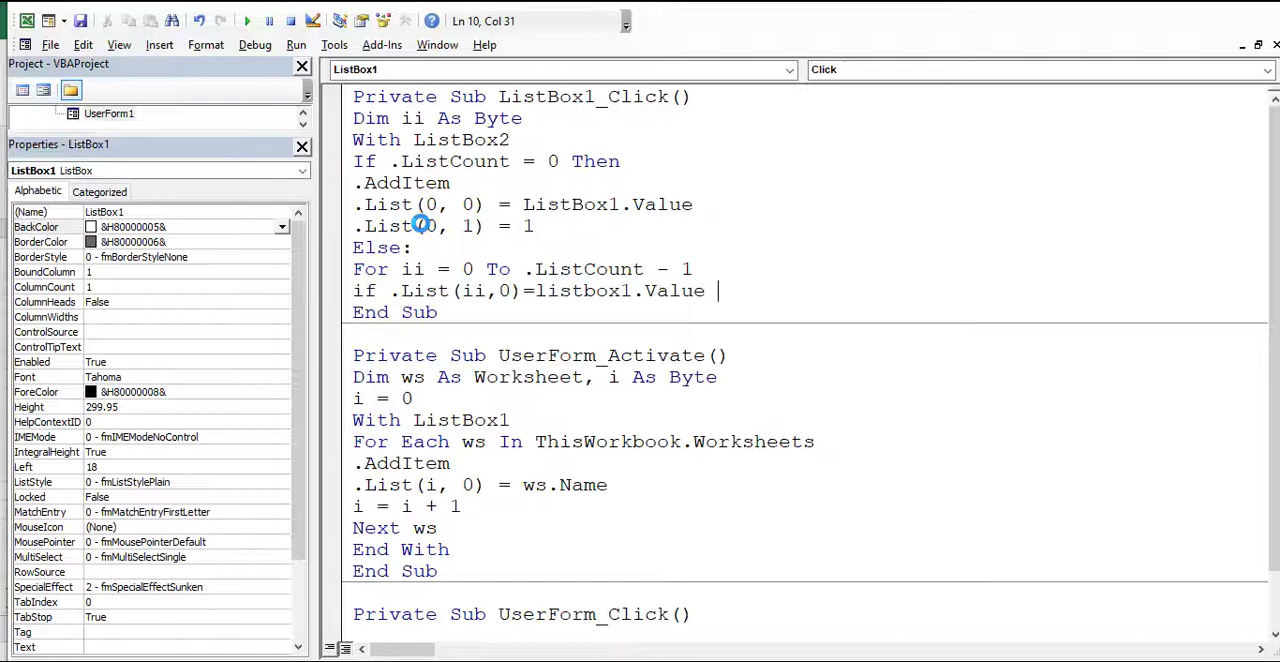 Ln 10, Col 31
File Edit View Insert Format Debug Run Tools Add-Ins Window Help
Project - VBAProject
UserForm1
Properties - ListBox1
ListBox1 ListBox
Alphabetic Categorized
(Name) ListBox1
BackColor &H80000005&
BorderColor &H80000006&
BorderStyle 0 - fmBorderStyleNone
BoundColumn 1
ColumnCount 1
ColumnHeads False
ColumnWidths
ControlSource
ControlTipText
Enabled True
Font Tahoma
ForeColor &H80000008&
Height 299.95
HelpContextID 0
IMEMode 0 - fmIMEModeNoControl
IntegralHeight True
Left 18
ListStyle 0 - fmListStylePlain
Locked False
MatchEntry 0 - fmMatchEntryFirstLetter
MouseIcon (None)
MousePointer 0 - fmMousePointerDefault
MultiSelect 0 - fmMultiSelectSingle
RowSource
SpecialEffect 2 - fmSpecialEffectSunken
TabIndex 0
TabStop True
Tag
Text
ListBox1 Click
Private Sub ListBox1_Click()
Dim ii As Byte
With ListBox2
If .ListCount = 0 Then
.AddItem
.List(0, 0) = ListBox1.Value
.List(0, 1) = 1
Else:
For ii = 0 To .ListCount - 1
if .List(ii,0)=listbox1.Value
End Sub
Private Sub UserForm_Activate()
Dim ws As Worksheet, i As Byte
i = 0
With ListBox1
For Each ws In ThisWorkbook.Worksheets
.AddItem
.List(i, 0) = ws.Name
i = i + 1
Next ws
End With
End Sub
Private Sub UserForm_Click()